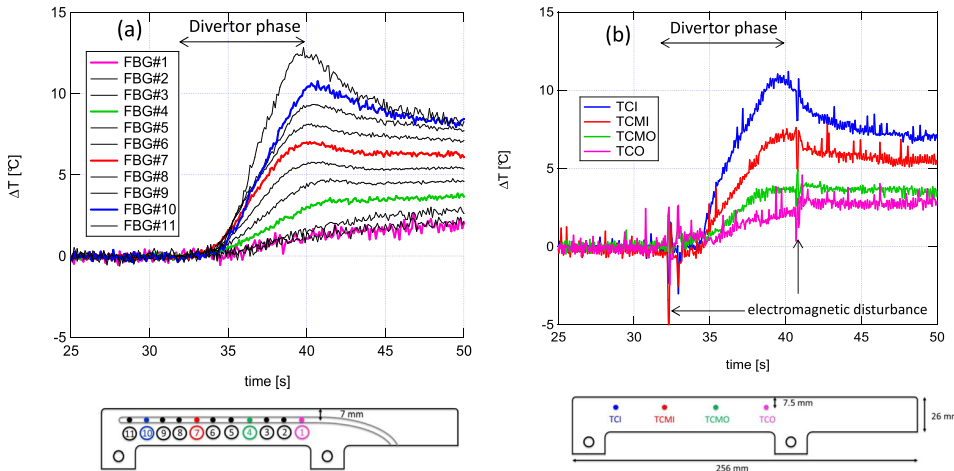 (a)
Divertor phase
FBG#1
FBG#2
FBG#3
FBG#4
FBG#5
FBG#6
FBG#7
FBG#8
FBG#9
FBG#10
FBG#11
ΔT [℃]
15
10
5
0
-5
25 30 35 40 45 50
time [s]
7 mm
11 10 9 8 7 6 5 4 3 2 1
(b)
Divertor phase
TCI
TCMI
TCMO
TCO
ΔT [℃]
15
10
5
0
-5
electromagnetic disturbance
25 30 35 40 45 50
time [s]
7.5 mm
TCI TCMI TCMO TCO
26 mm
256 mm